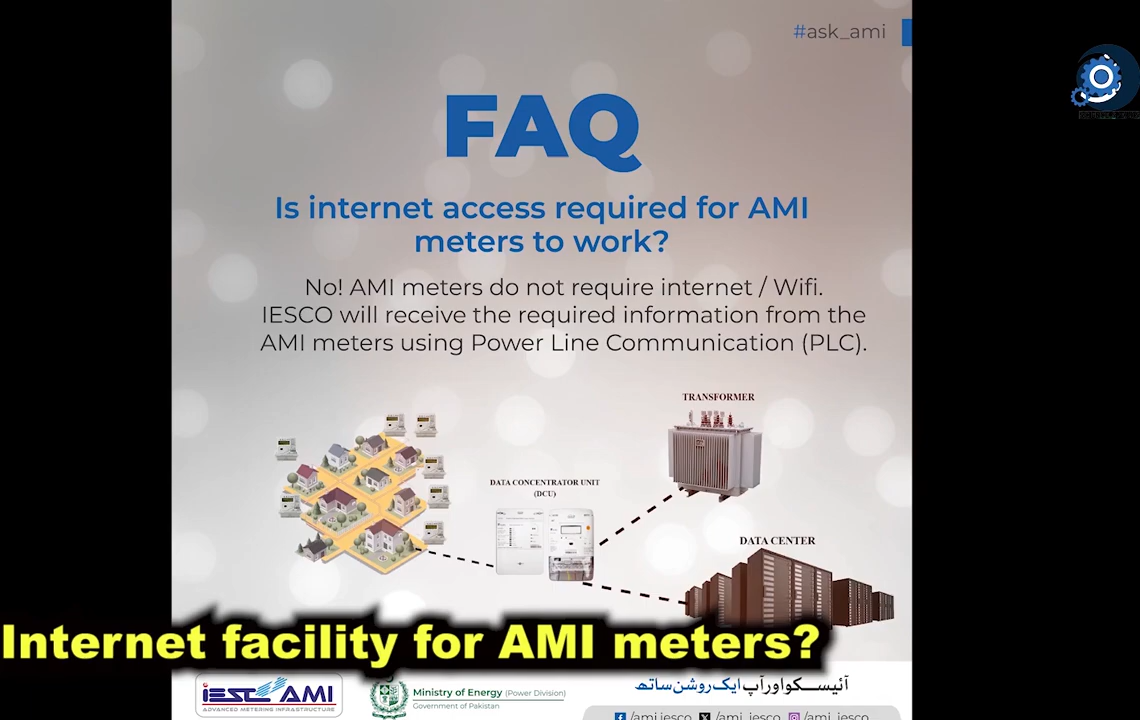 #ask_ami
FAQ
Is internet access required for AMI
meters to work?
No! AMI meters do not require internet / Wifi.
IESCO will receive the required information from the
AMI meters using Power Line Communication (PLC).
TRANSFORMER
DATA CONCENTRATOR UNIT
(DCU)
DATA CENTER
Internet facility for AMI meters?
iESCO AMI
ADVANCED METERING INFRASTRUCTURE
Ministry of Energy (Power Division)
Government of Pakistan
آئیسکو اور آپ ایک روشن ساتھ
/ami.iesco /ami_iesco /ami_iesco